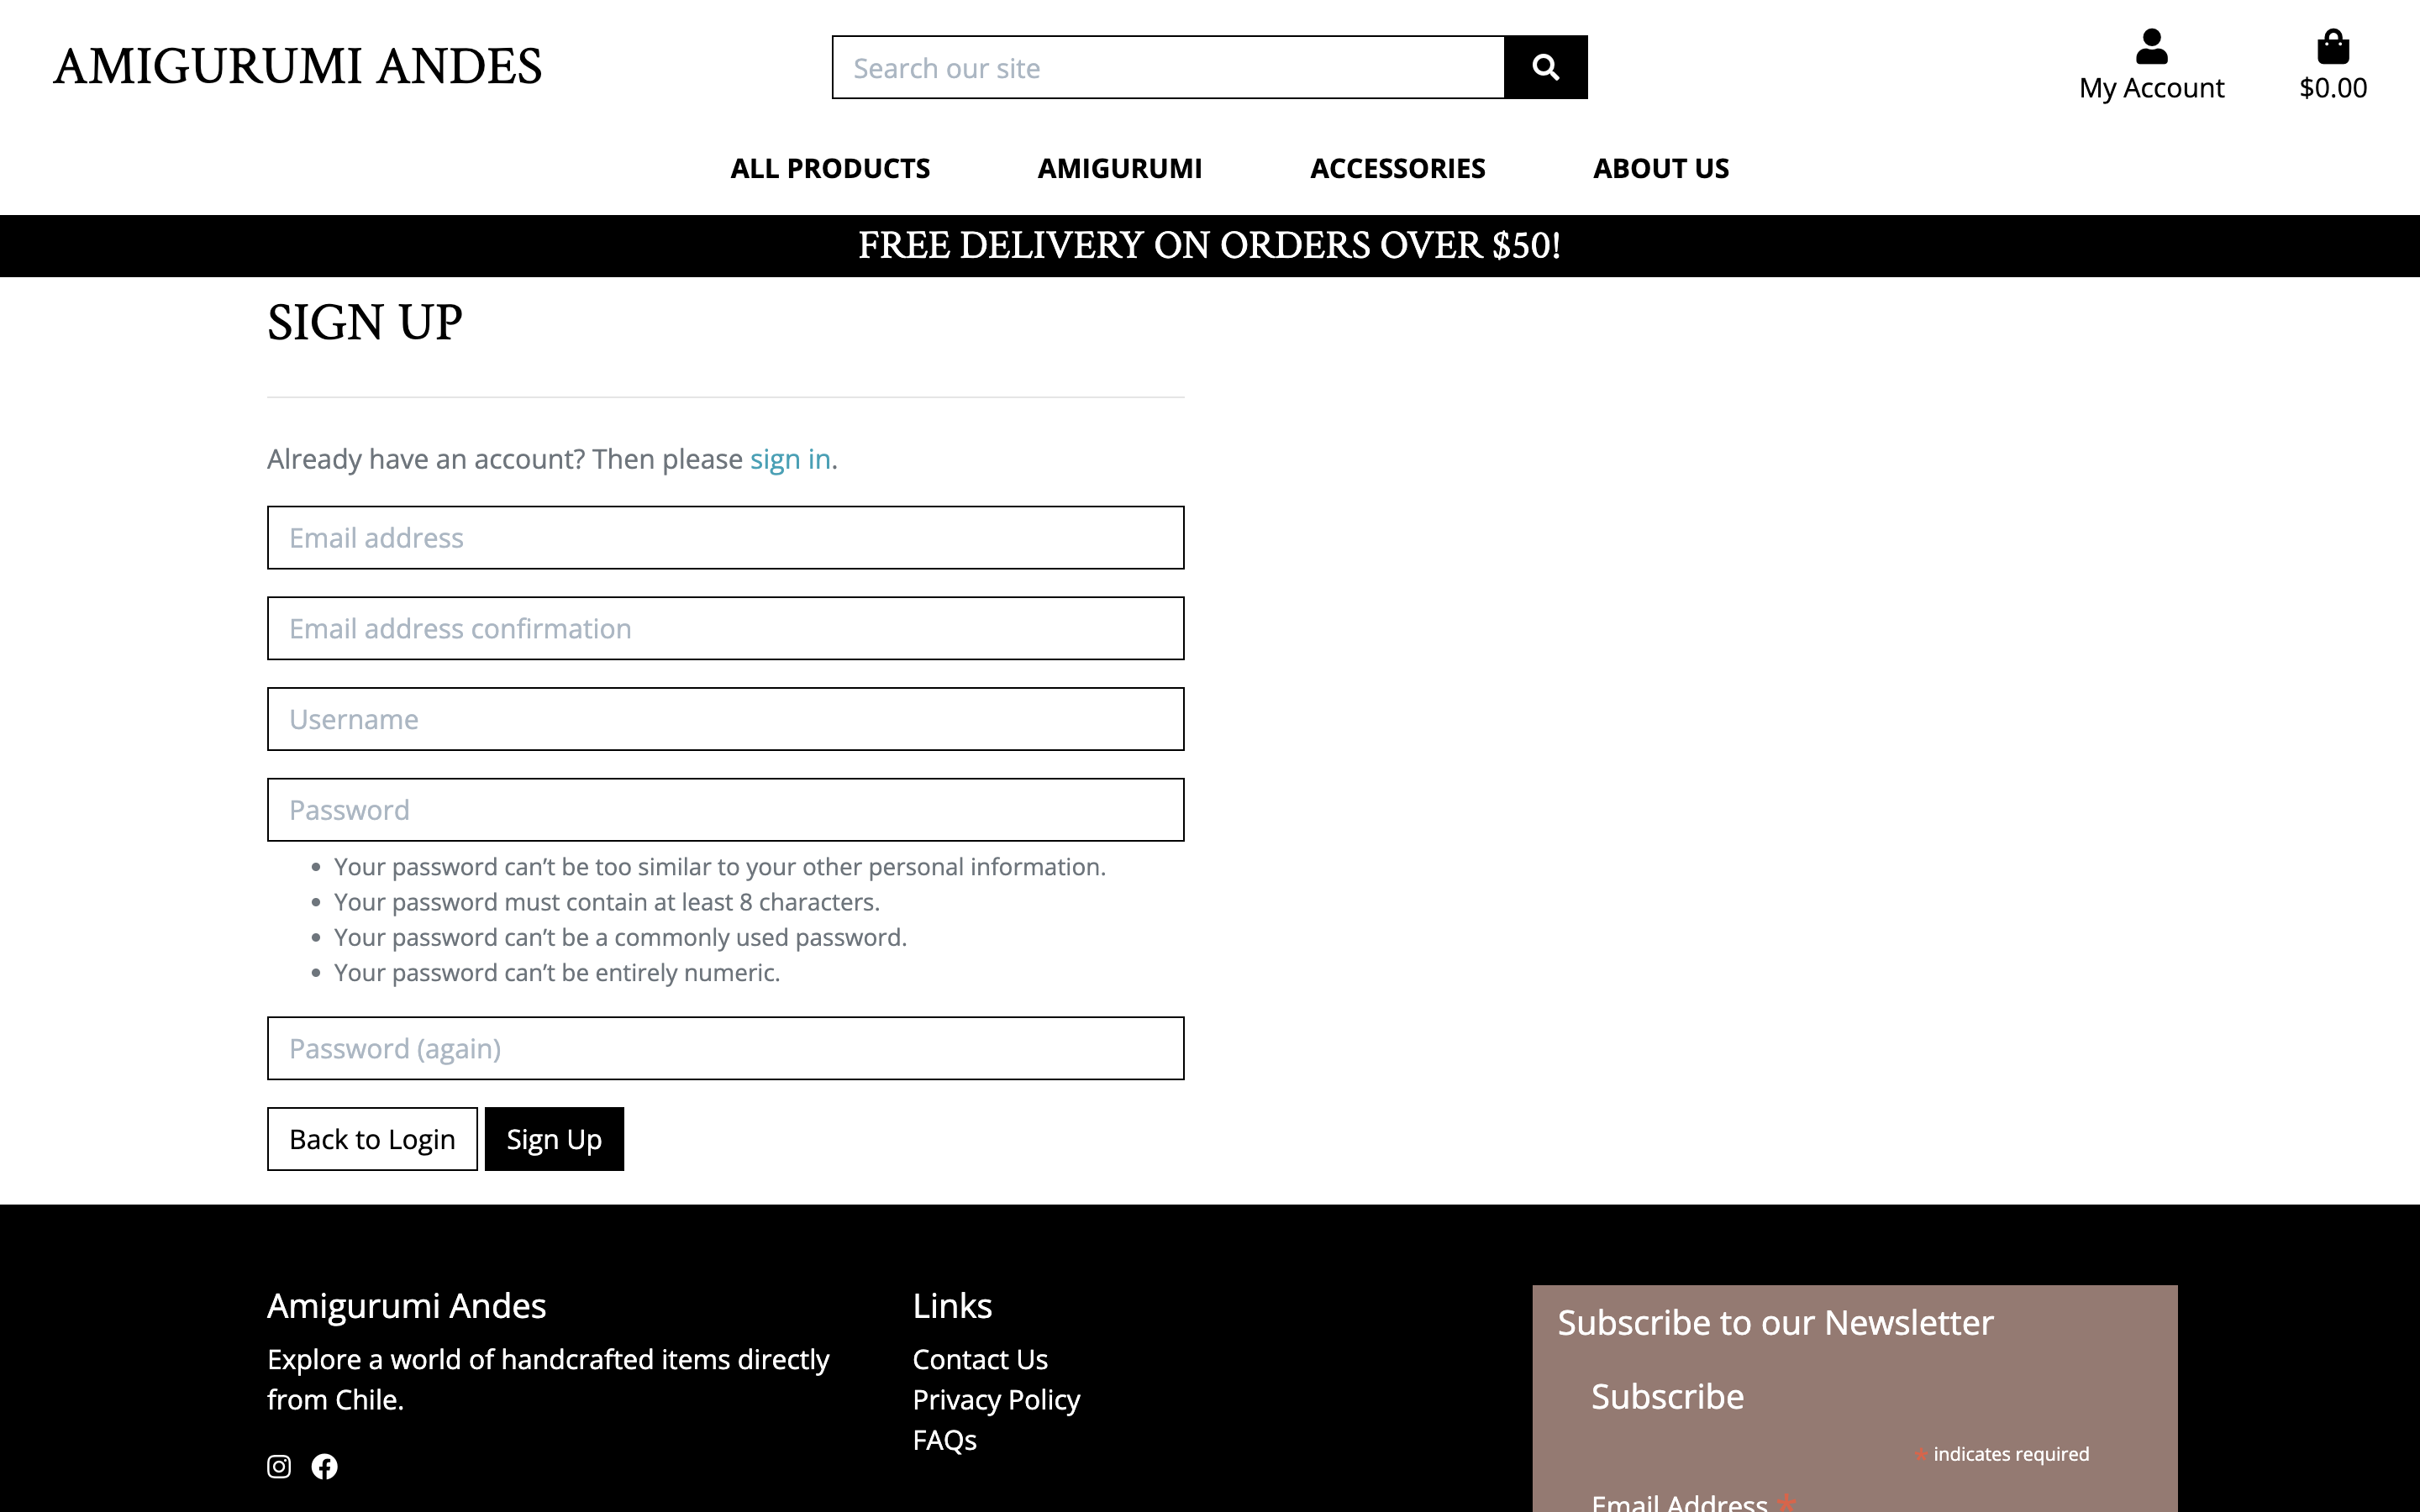 AMIGURUMI ANDES
Search our site
My Account
$0.00
ALL PRODUCTS
AMIGURUMI
ACCESSORIES
ABOUT US
FREE DELIVERY ON ORDERS OVER $50!
SIGN UP
Already have an account? Then please sign in.
Email address
Email address confirmation
Username
Password
• Your password can’t be too similar to your other personal information.
• Your password must contain at least 8 characters.
• Your password can’t be a commonly used password.
• Your password can’t be entirely numeric.
Password (again)
Back to Login
Sign Up
Amigurumi Andes
Explore a world of handcrafted items directly
from Chile.
Links
Contact Us
Privacy Policy
FAQs
Subscribe to our Newsletter
Subscribe
* indicates required
Email Address *